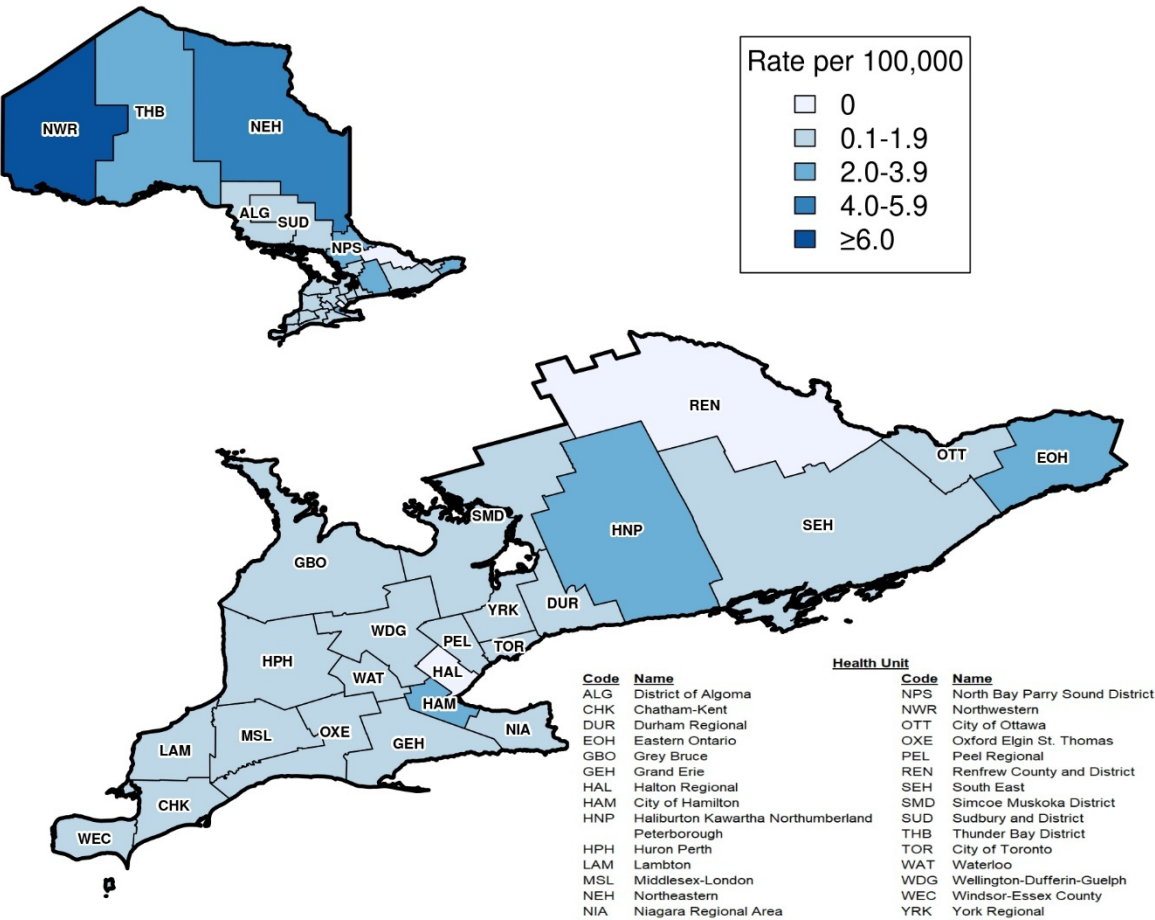 NWR
THB
NEH
ALG
SUD
NPS
Rate per 100,000
0
0.1-1.9
2.0-3.9
4.0-5.9
≥6.0
REN
OTT
EOH
SMD
HNP
SEH
GBO
YRK
DUR
WDG
PEL
TOR
HPH
WAT
HAL
HAM
MSL
OXE
GEH
NIA
LAM
CHK
WEC
Health Unit
Code Name
ALG District of Algoma
CHK Chatham-Kent
DUR Durham Regional
EOH Eastern Ontario
GBO Grey Bruce
GEH Grand Erie
HAL Halton Regional
HAM City of Hamilton
HNP Haliburton Kawartha Northumberland
Peterborough
HPH Huron Perth
LAM Lambton
MSL Middlesex-London
NEH Northeastern
NIA Niagara Regional Area
Code Name
NPS North Bay Parry Sound District
NWR Northwestern
OTT City of Ottawa
OXE Oxford Elgin St. Thomas
PEL Peel Regional
REN Renfrew County and District
SEH South East
SMD Simcoe Muskoka District
SUD Sudbury and District
THB Thunder Bay District
TOR City of Toronto
WAT Waterloo
WDG Wellington-Dufferin-Guelph
WEC Windsor-Essex County
YRK York Regional